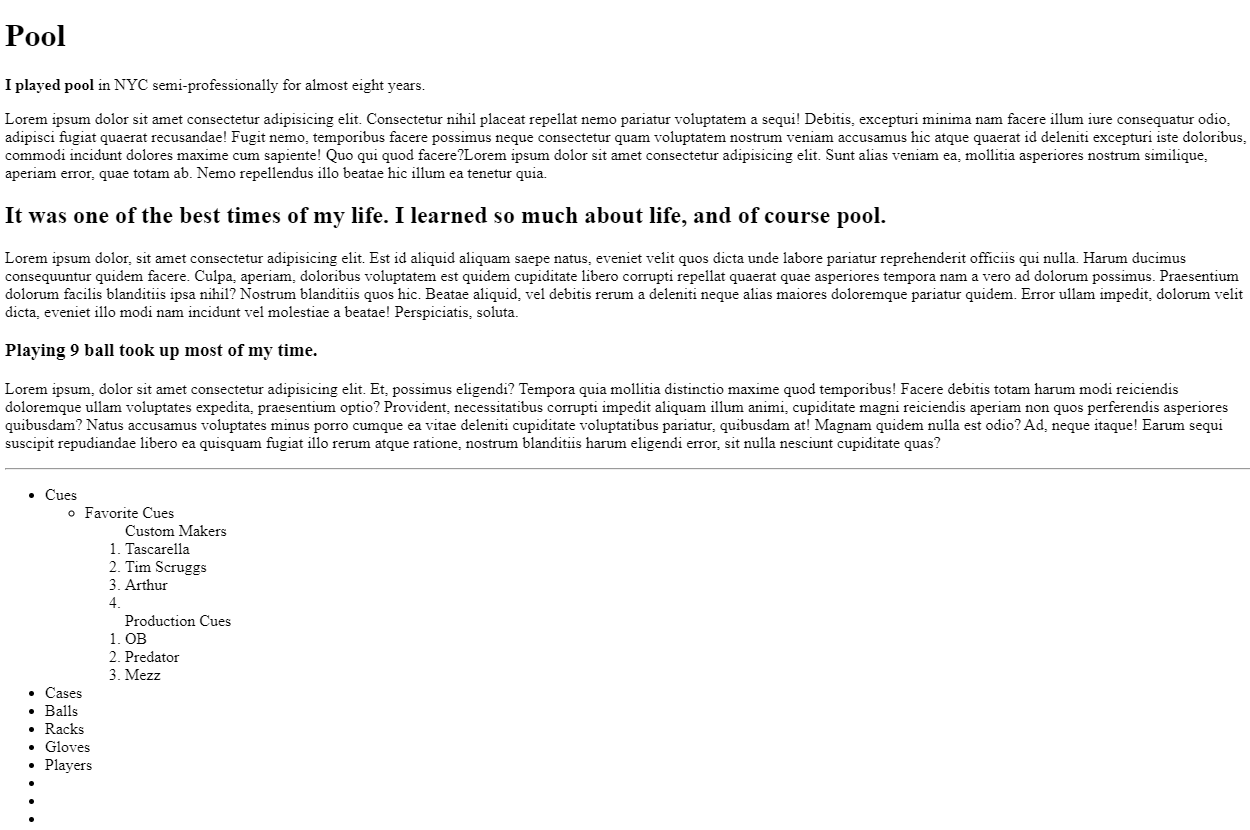 Pool
I played pool in NYC semi-professionally for almost eight years.
Lorem ipsum dolor sit amet consectetur adipisicing elit. Consectetur nihil placeat repellat nemo pariatur voluptatem a sequi! Debitis, excepturi minima nam facere illum iure consequatur odio,
adipisci fugiat quaerat recusandae! Fugit nemo, temporibus facere possimus neque consectetur quam voluptatem nostrum veniam accusamus hic atque quaerat id deleniti excepturi iste doloribus,
commodi incidunt dolores maxime cum sapiente! Quo qui quod facere?Lorem ipsum dolor sit amet consectetur adipisicing elit. Sunt alias veniam ea, mollitia asperiores nostrum similique,
aperiam error, quae totam ab. Nemo repellendus illo beatae hic illum ea tenetur quia.
It was one of the best times of my life. I learned so much about life, and of course pool.
Lorem ipsum dolor, sit amet consectetur adipisicing elit. Est id aliquid aliquam saepe natus, eveniet velit quos dicta unde labore pariatur reprehenderit officiis qui nulla. Harum ducimus
consequuntur quidem facere. Culpa, aperiam, doloribus voluptatem est quidem cupiditate libero corrupti repellat quaerat quae asperiores tempora nam a vero ad dolorum possimus. Praesentium
dolorum facilis blanditiis ipsa nihil? Nostrum blanditiis quos hic. Beatae aliquid, vel debitis rerum a deleniti neque alias maiores doloremque pariatur quidem. Error ullam impedit, dolorum velit
dicta, eveniet illo modi nam incidunt vel molestiae a beatae! Perspiciatis, soluta.
Playing 9 ball took up most of my time.
Lorem ipsum, dolor sit amet consectetur adipisicing elit. Et, possimus eligendi? Tempora quia mollitia distinctio maxime quod temporibus! Facere debitis totam harum modi reiciendis
doloremque ullam voluptates expedita, praesentium optio? Provident, necessitatibus corrupti impedit aliquam illum animi, cupiditate magni reiciendis aperiam non quos perferendis asperiores
quibusdam? Natus accusamus voluptates minus porro cumque ea vitae deleniti cupiditate voluptatibus pariatur, quibusdam at! Magnam quidem nulla est odio? Ad, neque itaque! Earum sequi
suscipit repudiandae libero ea quisquam fugiat illo rerum atque ratione, nostrum blanditiis harum eligendi error, sit nulla nesciunt cupiditate quas?
• Cues
◦ Favorite Cues
Custom Makers
1. Tascarella
2. Tim Scruggs
3. Arthur
4.
Production Cues
1. OB
2. Predator
3. Mezz
• Cases
• Balls
• Racks
• Gloves
• Players
•
•
•